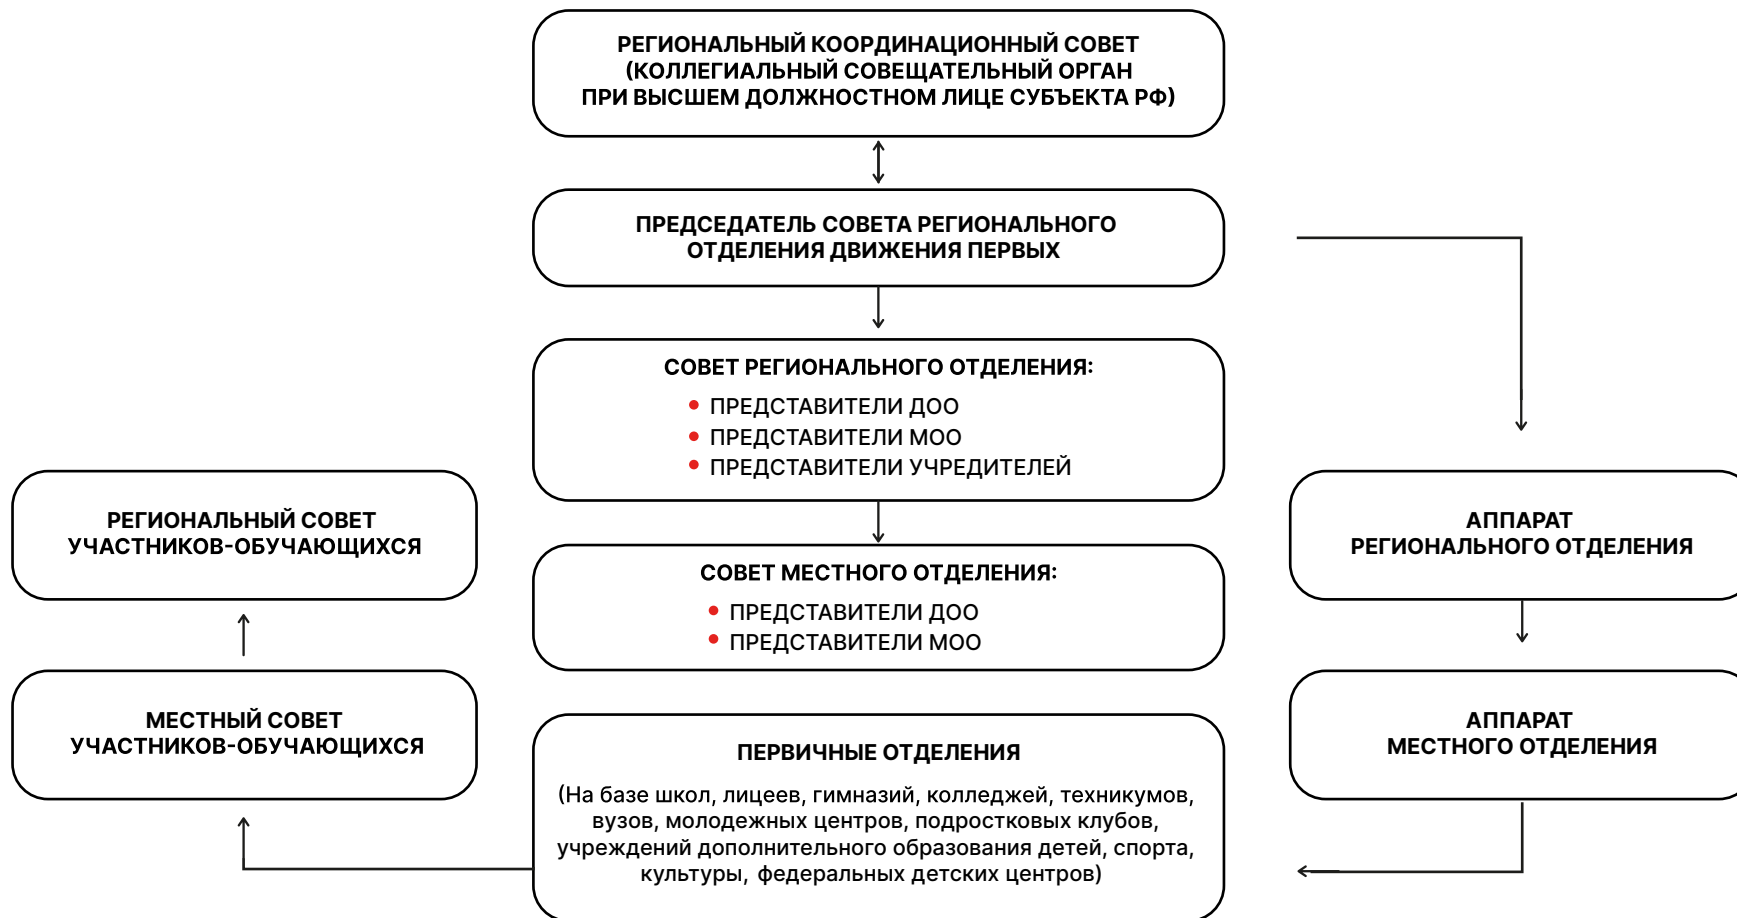 РЕГИОНАЛЬНЫЙ КООРДИНАЦИОННЫЙ СОВЕТ
(КОЛЛЕГИАЛЬНЫЙ СОВЕЩАТЕЛЬНЫЙ ОРГАН
ПРИ ВЫСШЕМ ДОЛЖНОСТНОМ ЛИЦЕ СУБЪЕКТА РФ)
ПРЕДСЕДАТЕЛЬ СОВЕТА РЕГИОНАЛЬНОГО
ОТДЕЛЕНИЯ ДВИЖЕНИЯ ПЕРВЫХ
СОВЕТ РЕГИОНАЛЬНОГО ОТДЕЛЕНИЯ:
• ПРЕДСТАВИТЕЛИ ДОО
• ПРЕДСТАВИТЕЛИ МОО
• ПРЕДСТАВИТЕЛИ УЧРЕДИТЕЛЕЙ
РЕГИОНАЛЬНЫЙ СОВЕТ
УЧАСТНИКОВ-ОБУЧАЮЩИХСЯ
АППАРАТ
РЕГИОНАЛЬНОГО ОТДЕЛЕНИЯ
СОВЕТ МЕСТНОГО ОТДЕЛЕНИЯ:
• ПРЕДСТАВИТЕЛИ ДОО
• ПРЕДСТАВИТЕЛИ МОО
МЕСТНЫЙ СОВЕТ
УЧАСТНИКОВ-ОБУЧАЮЩИХСЯ
АППАРАТ
МЕСТНОГО ОТДЕЛЕНИЯ
ПЕРВИЧНЫЕ ОТДЕЛЕНИЯ
(На базе школ, лицеев, гимназий, колледжей, техникумов,
вузов, молодежных центров, подростковых клубов,
учреждений дополнительного образования детей, спорта,
культуры, федеральных детских центров)